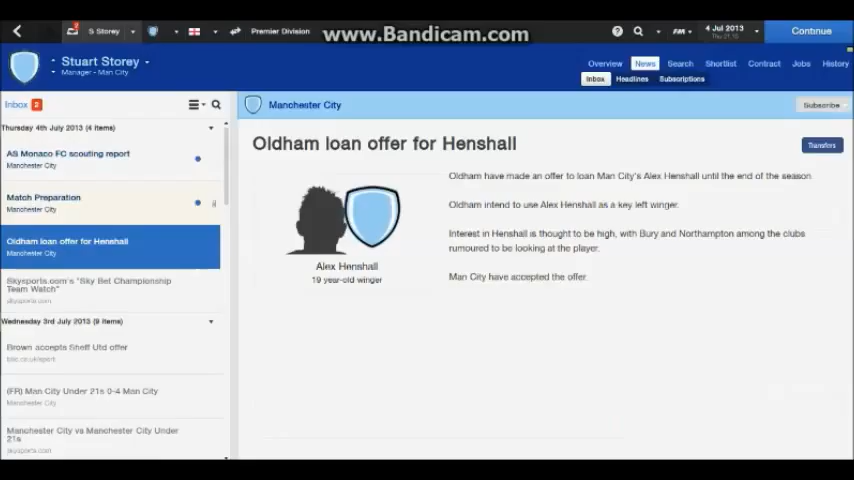 www.Bandicam.com
2
S Storey
Premier Division
FM
4 Jul 2013
Continue
Stuart Storey
Manager - Man City
Overview News Search Shortlist Contract Jobs History
Inbox Headlines Subscriptions
Inbox 2
Manchester City
Subscribe
Thursday 4th July 2013 (4 items)
AS Monaco FC scouting report
Manchester City
Match Preparation
Manchester City
Oldham loan offer for Henshall
Manchester City
Skysports.com's "Sky Bet Championship
Team Watch"
skysports.com
Wednesday 3rd July 2013 (9 items)
Brown accepts Sheff Utd offer
(FR) Man City Under 21s 0-4 Man City
Manchester City
Manchester City vs Manchester City Under
21s
skysports.com
Oldham loan offer for Henshall
Transfers
Alex Henshall
19 year-old winger
Oldham have made an offer to loan Man City's Alex Henshall until the end of the season.
Oldham intend to use Alex Henshall as a key left winger.
Interest in Henshall is thought to be high, with Bury and Northampton among the clubs
rumoured to be looking at the player.
Man City have accepted the offer.